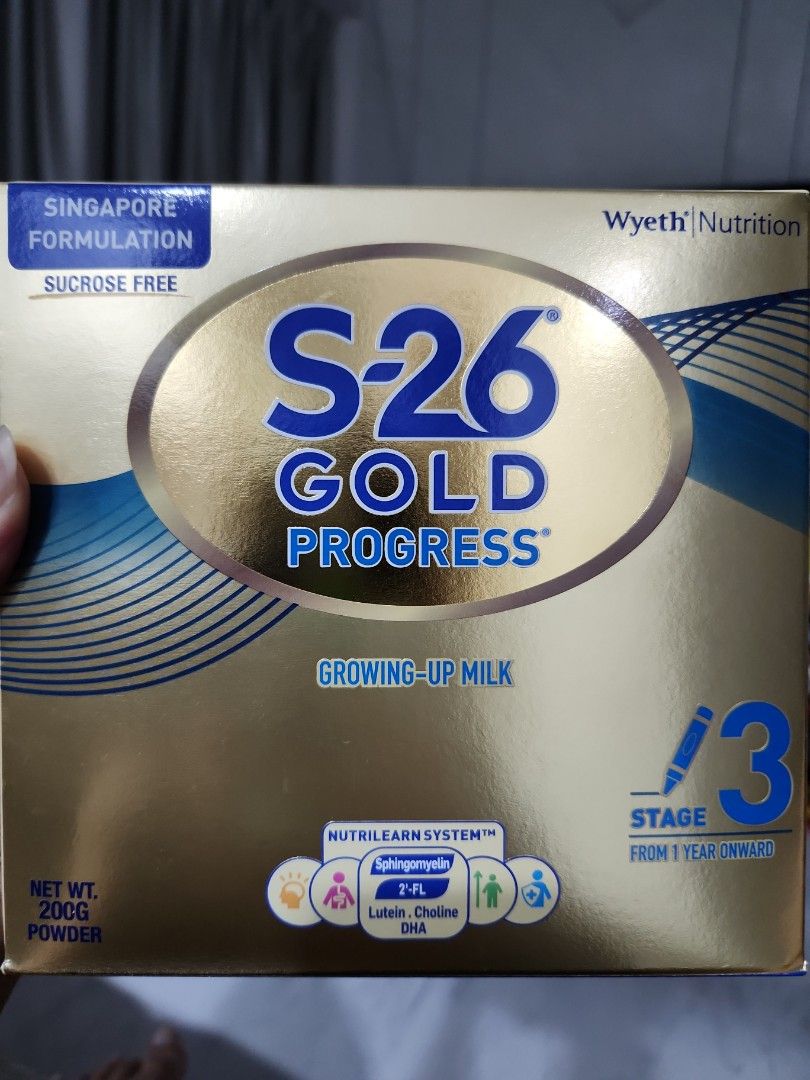 SINGAPORE
FORMULATION
SUCROSE FREE
Wyeth® | Nutrition
S-26®
GOLD
PROGRESS®
GROWING-UP MILK
3
STAGE
FROM 1 YEAR ONWARD
NUTRILEARN SYSTEM™
Sphingomyelin
2'-FL
Lutein . Choline
DHA
NET WT.
200G
POWDER